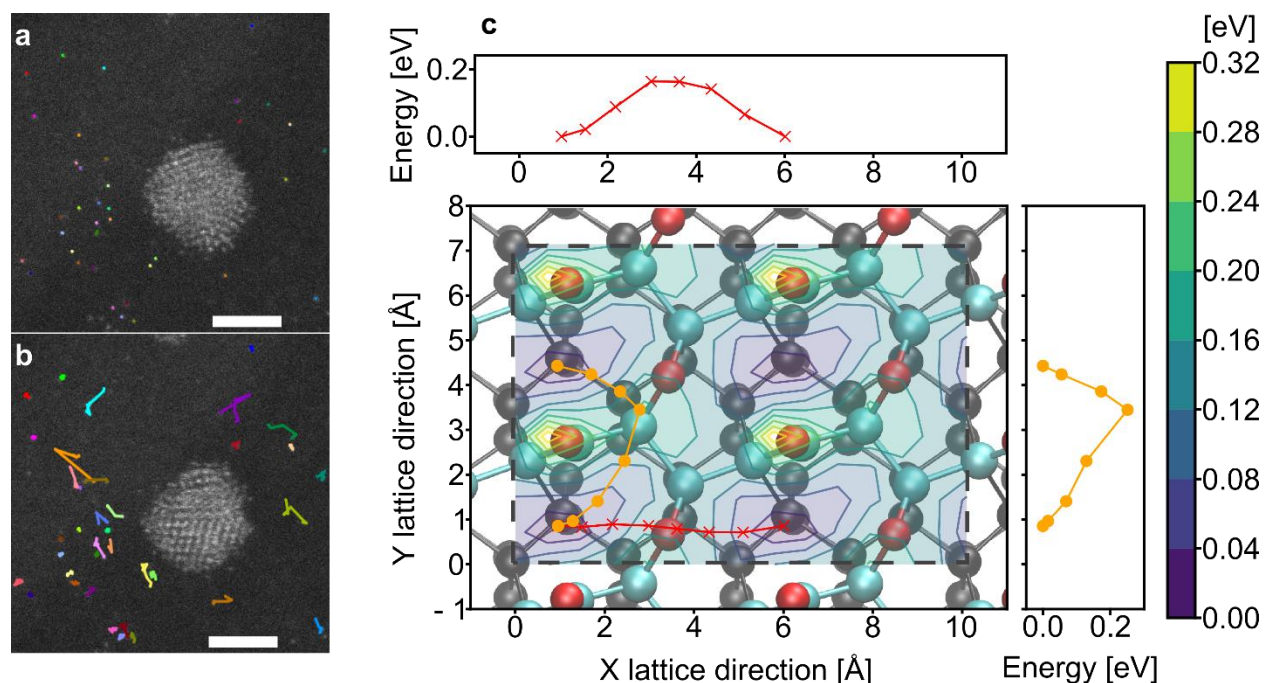 a
b
c
Energy [eV]
0.2
0.0
0 2 4 6 8 10
[eV]
0.32
0.28
0.24
0.20
0.16
0.12
0.08
0.04
0.00
Y lattice direction [Å]
8
7
6
5
4
3
2
1
0
- 1
0 2 4 6 8 10
X lattice direction [Å]
0.0 0.2
Energy [eV]